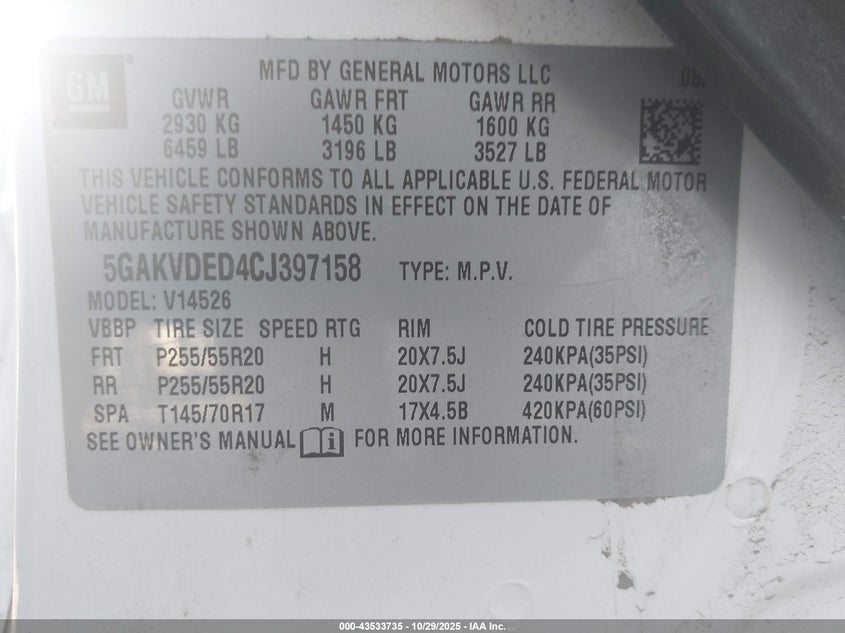 GM
MFD BY GENERAL MOTORS LLC
GVWR GAWR FRT GAWR RR
2930 KG 1450 KG 1600 KG
6459 LB 3196 LB 3527 LB
THIS VEHICLE CONFORMS TO ALL APPLICABLE U.S. FEDERAL MOTOR
VEHICLE SAFETY STANDARDS IN EFFECT ON THE DATE OF
MANUFACTURE SHOWN ABOVE.
5GAKVDED4CJ397158 TYPE: M.P.V.
MODEL: V14526
VBBP TIRE SIZE SPEED RTG RIM COLD TIRE PRESSURE
FRT P255/55R20 H 20X7.5J 240KPA(35PSI)
RR P255/55R20 H 20X7.5J 240KPA(35PSI)
SPA T145/70R17 M 17X4.5B 420KPA(60PSI)
SEE OWNER'S MANUAL FOR MORE INFORMATION.
000-43533735 - 10/29/2025 - IAA Inc.